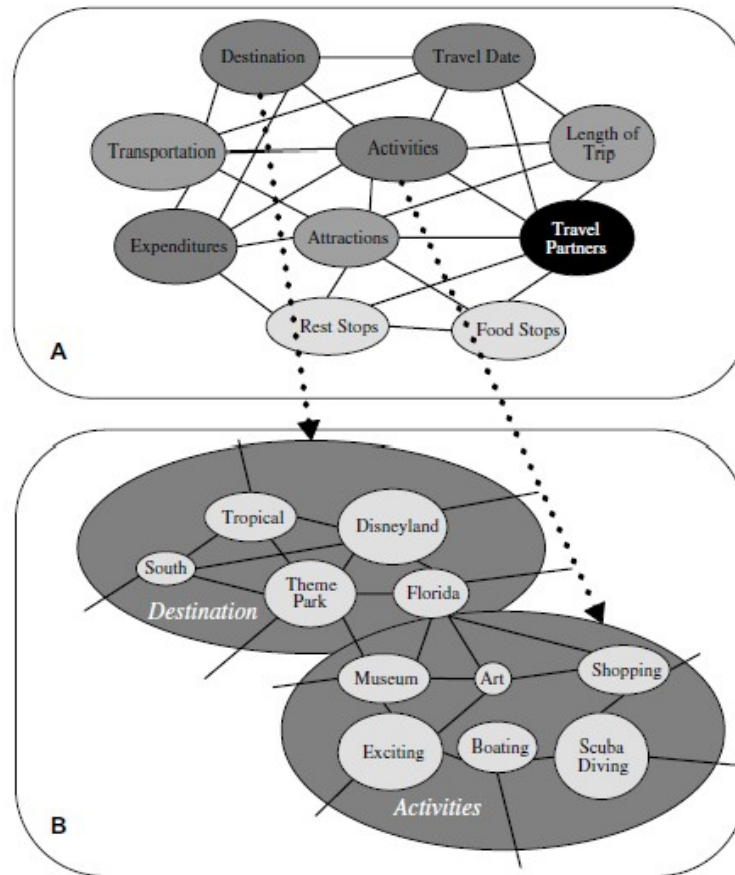 Destination
Travel Date
Transportation
Activities
Length of
Trip
Expenditures
Attractions
Travel
Partners
Rest Stops
Food Stops
A
Tropical
Disneyland
South
Theme
Park
Florida
Destination
Museum
Art
Shopping
Exciting
Boating
Scuba
Diving
Activities
B